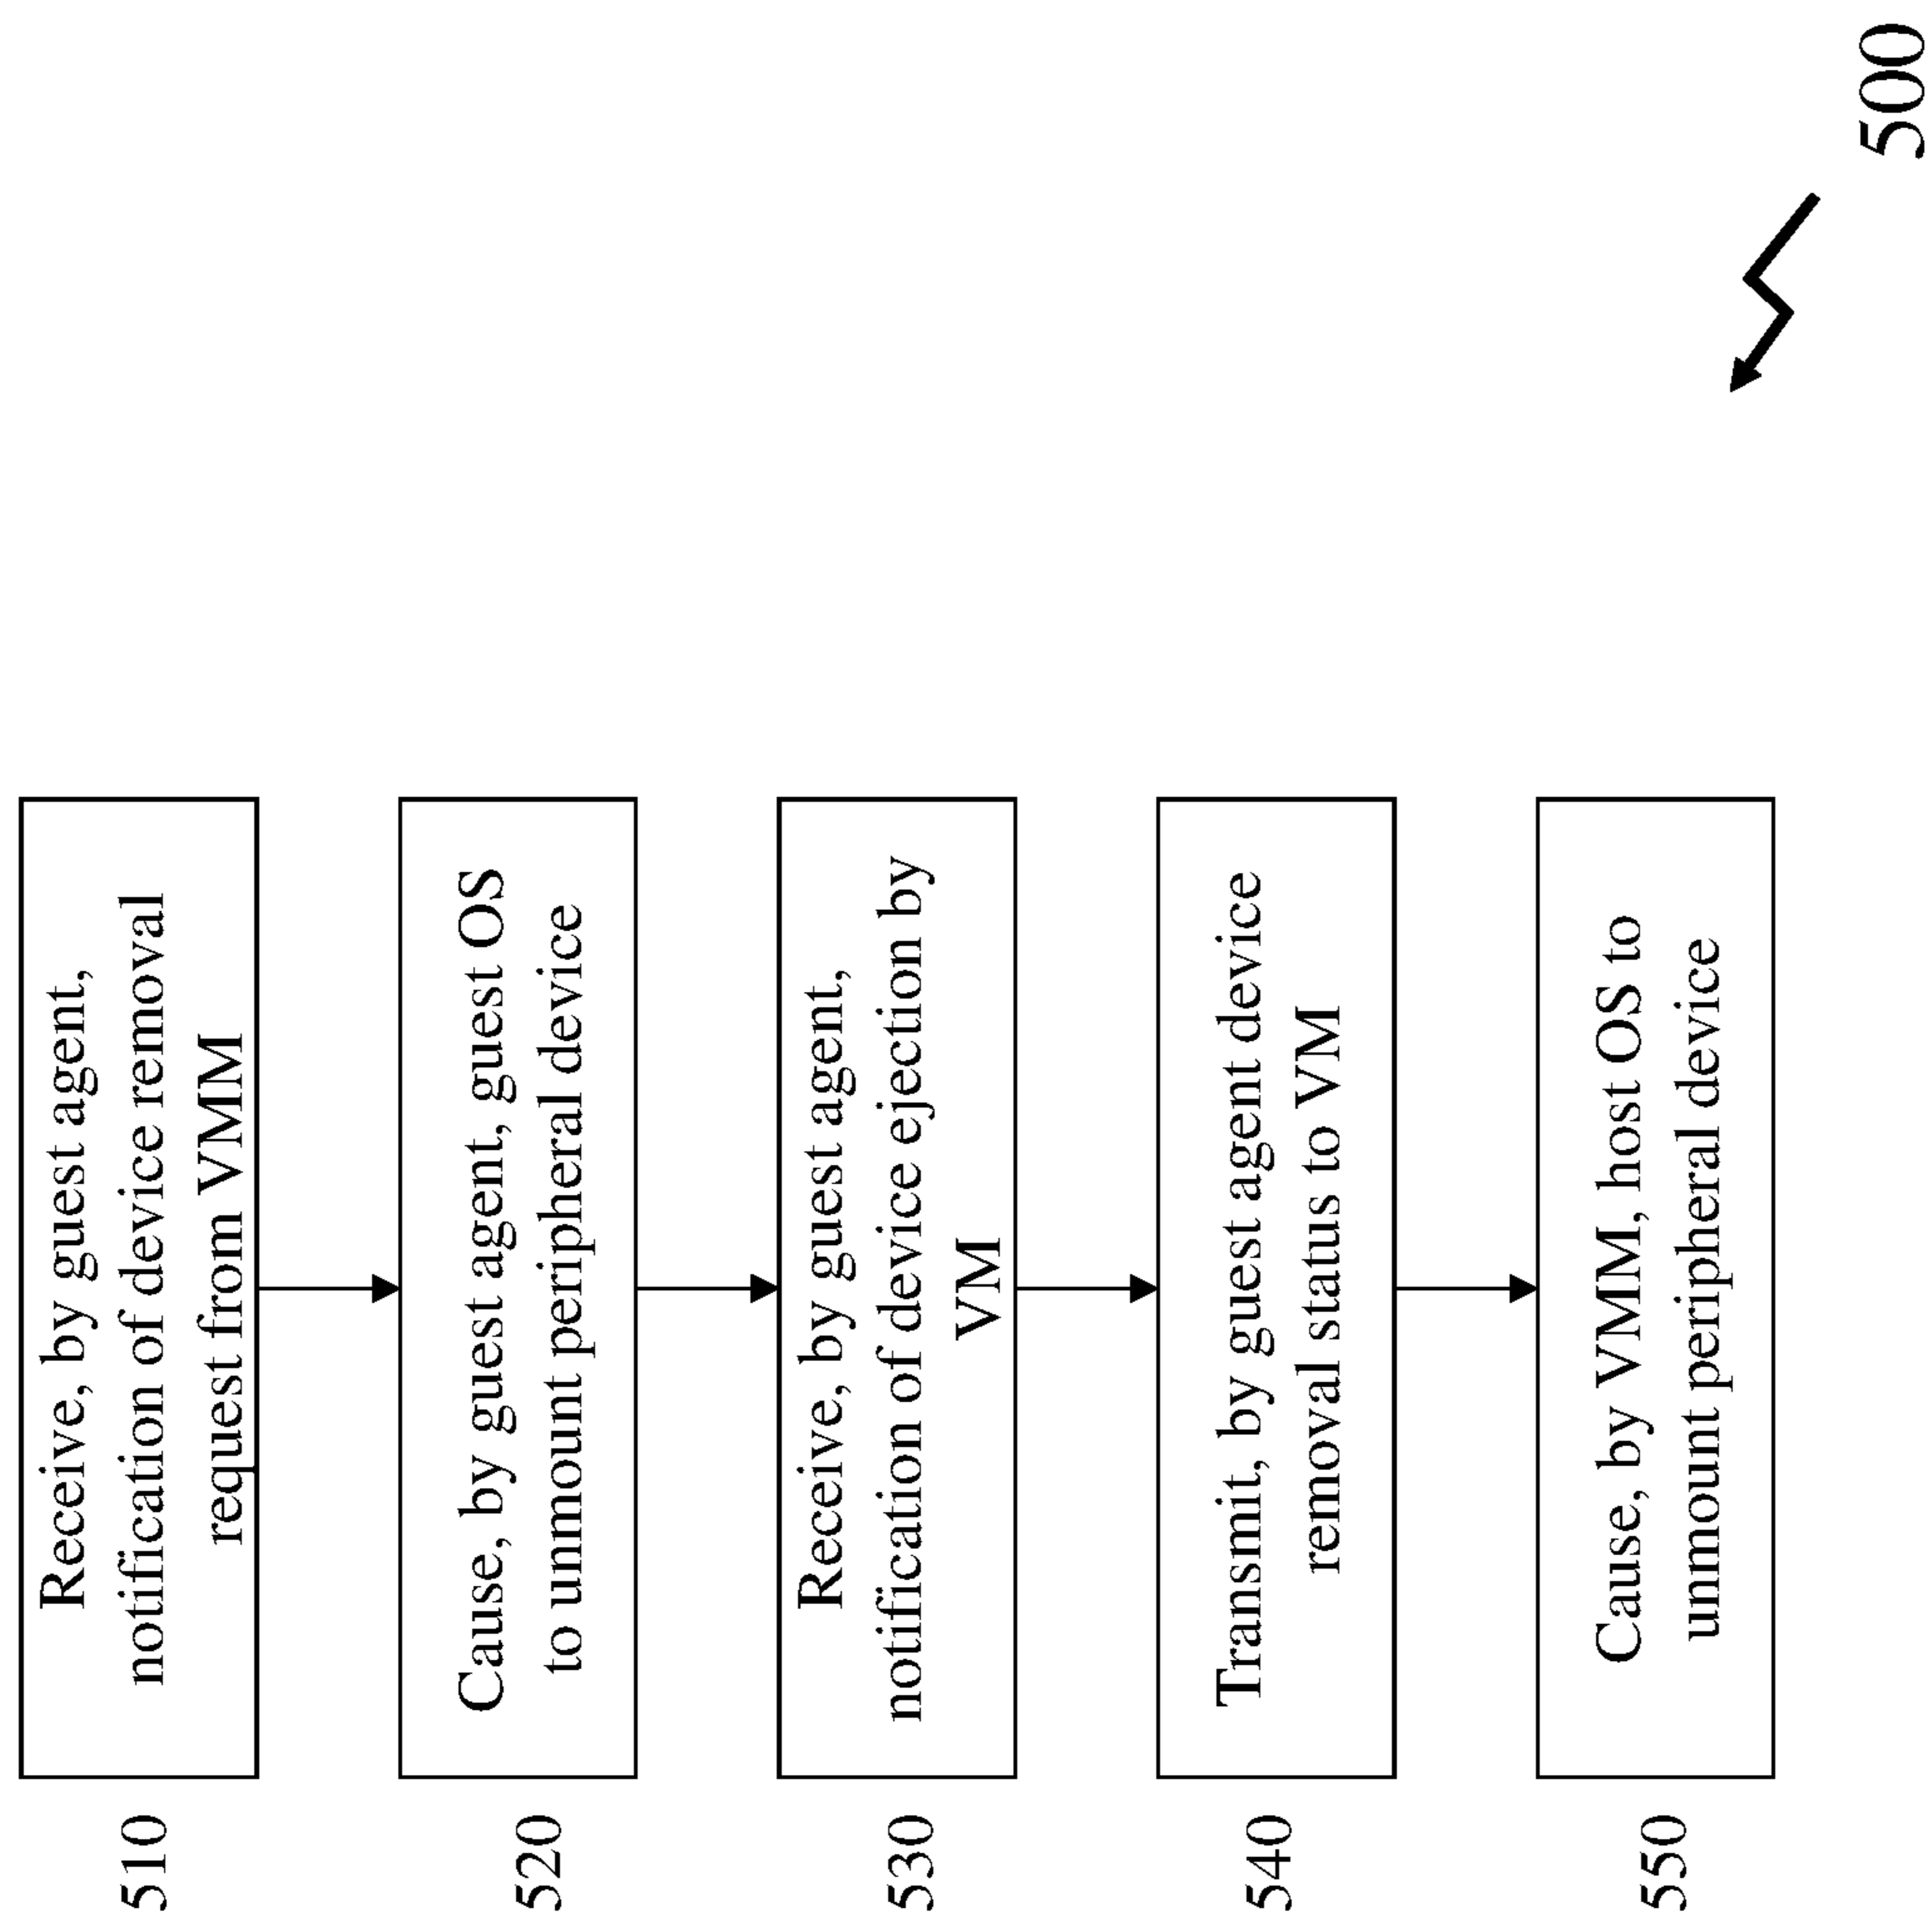 510
Receive, by guest agent,
notification of device removal
request from VMM
520
Cause, by guest agent, guest OS
to unmount peripheral device
530
Receive, by guest agent,
notification of device ejection by
VM
540
Transmit, by guest agent device
removal status to VM
550
Cause, by VMM, host OS to
unmount peripheral device
500